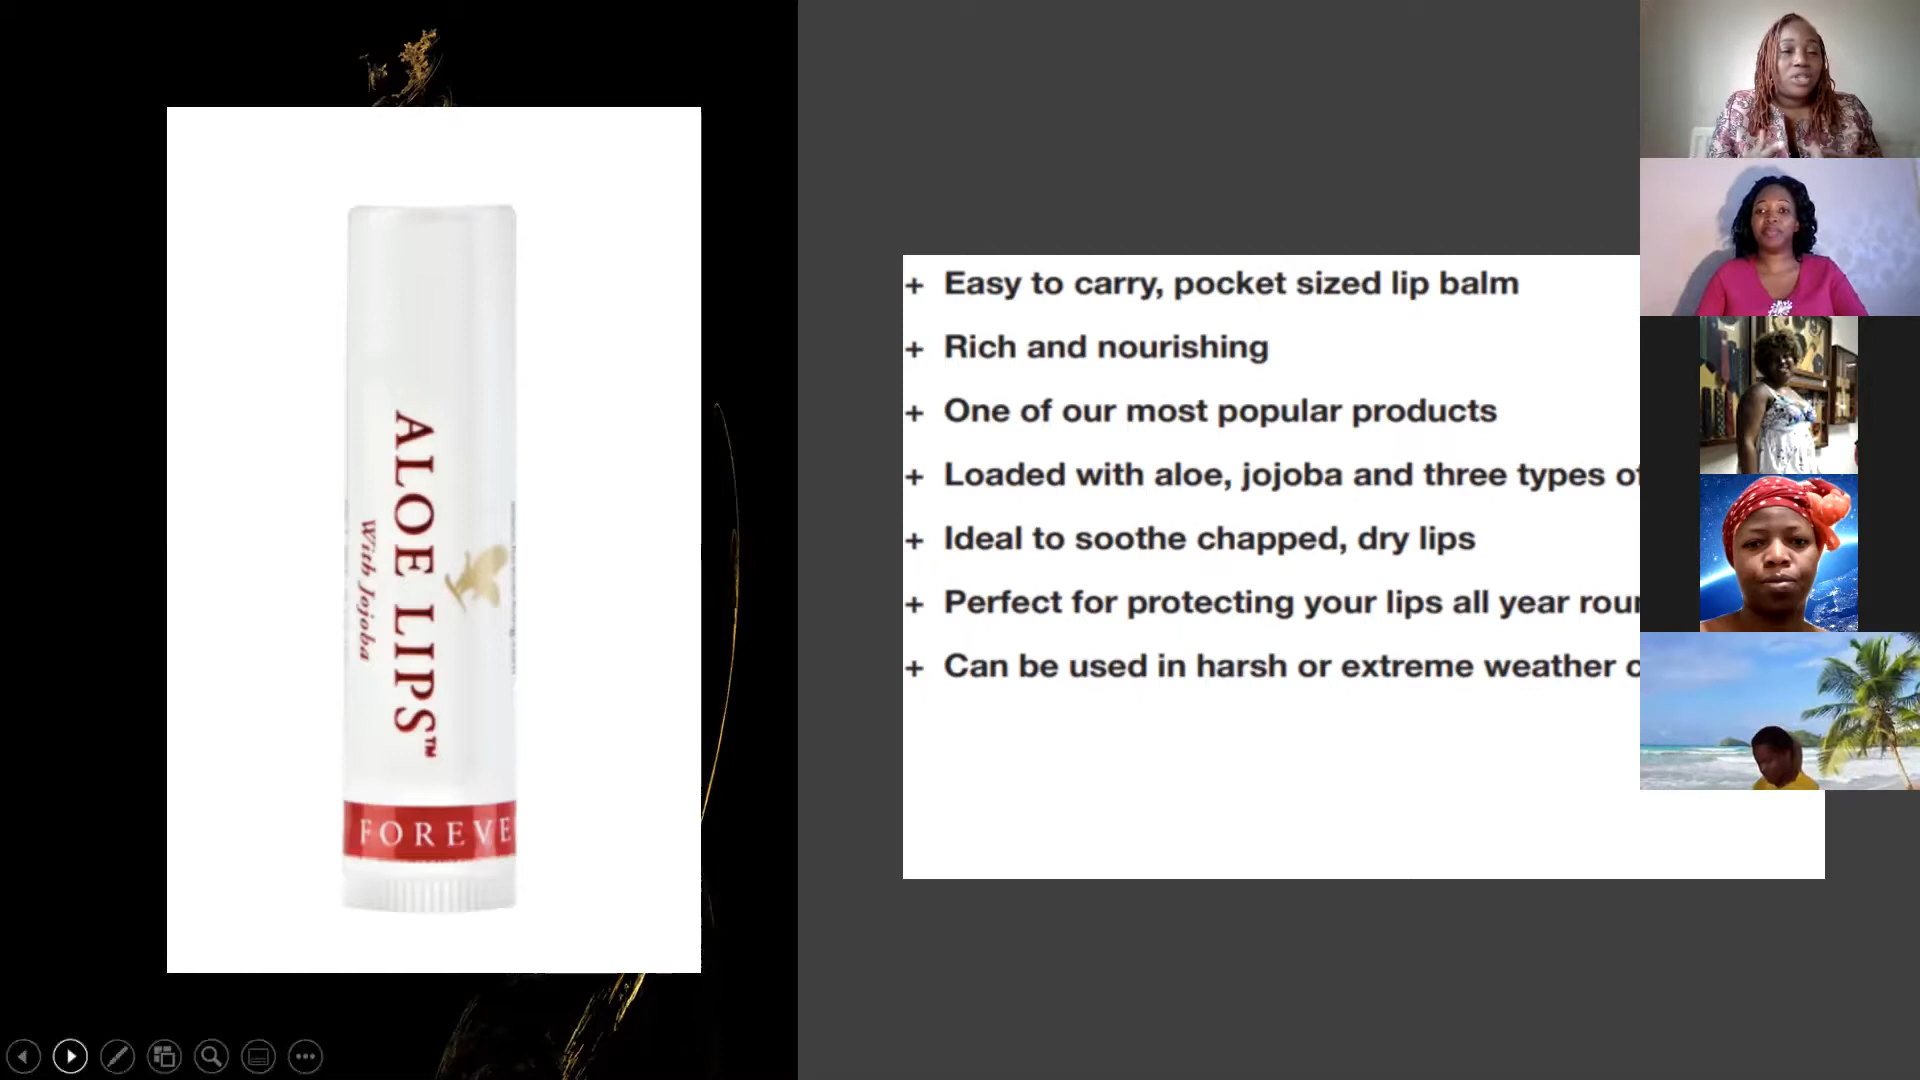 ALOE LIPS™
With Jojoba
FOREVE
+ Easy to carry, pocket sized lip balm
+ Rich and nourishing
+ One of our most popular products
+ Loaded with aloe, jojoba and three types of
+ Ideal to soothe chapped, dry lips
+ Perfect for protecting your lips all year roun
+ Can be used in harsh or extreme weather c